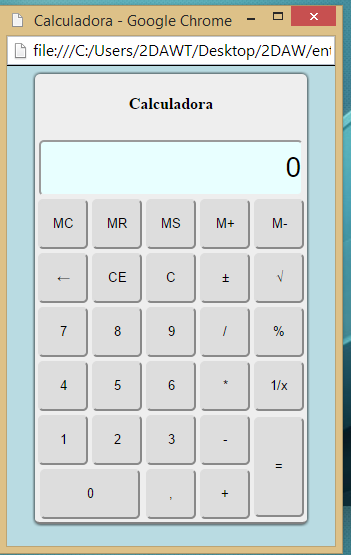 Calculadora - Google Chrome
file:///C:/Users/2DAWT/Desktop/2DAW/ent
Calculadora
0
MC MR MS M+ M-
← CE C ± √
7 8 9 / %
4 5 6 * 1/x
1 2 3 - =
0 , +